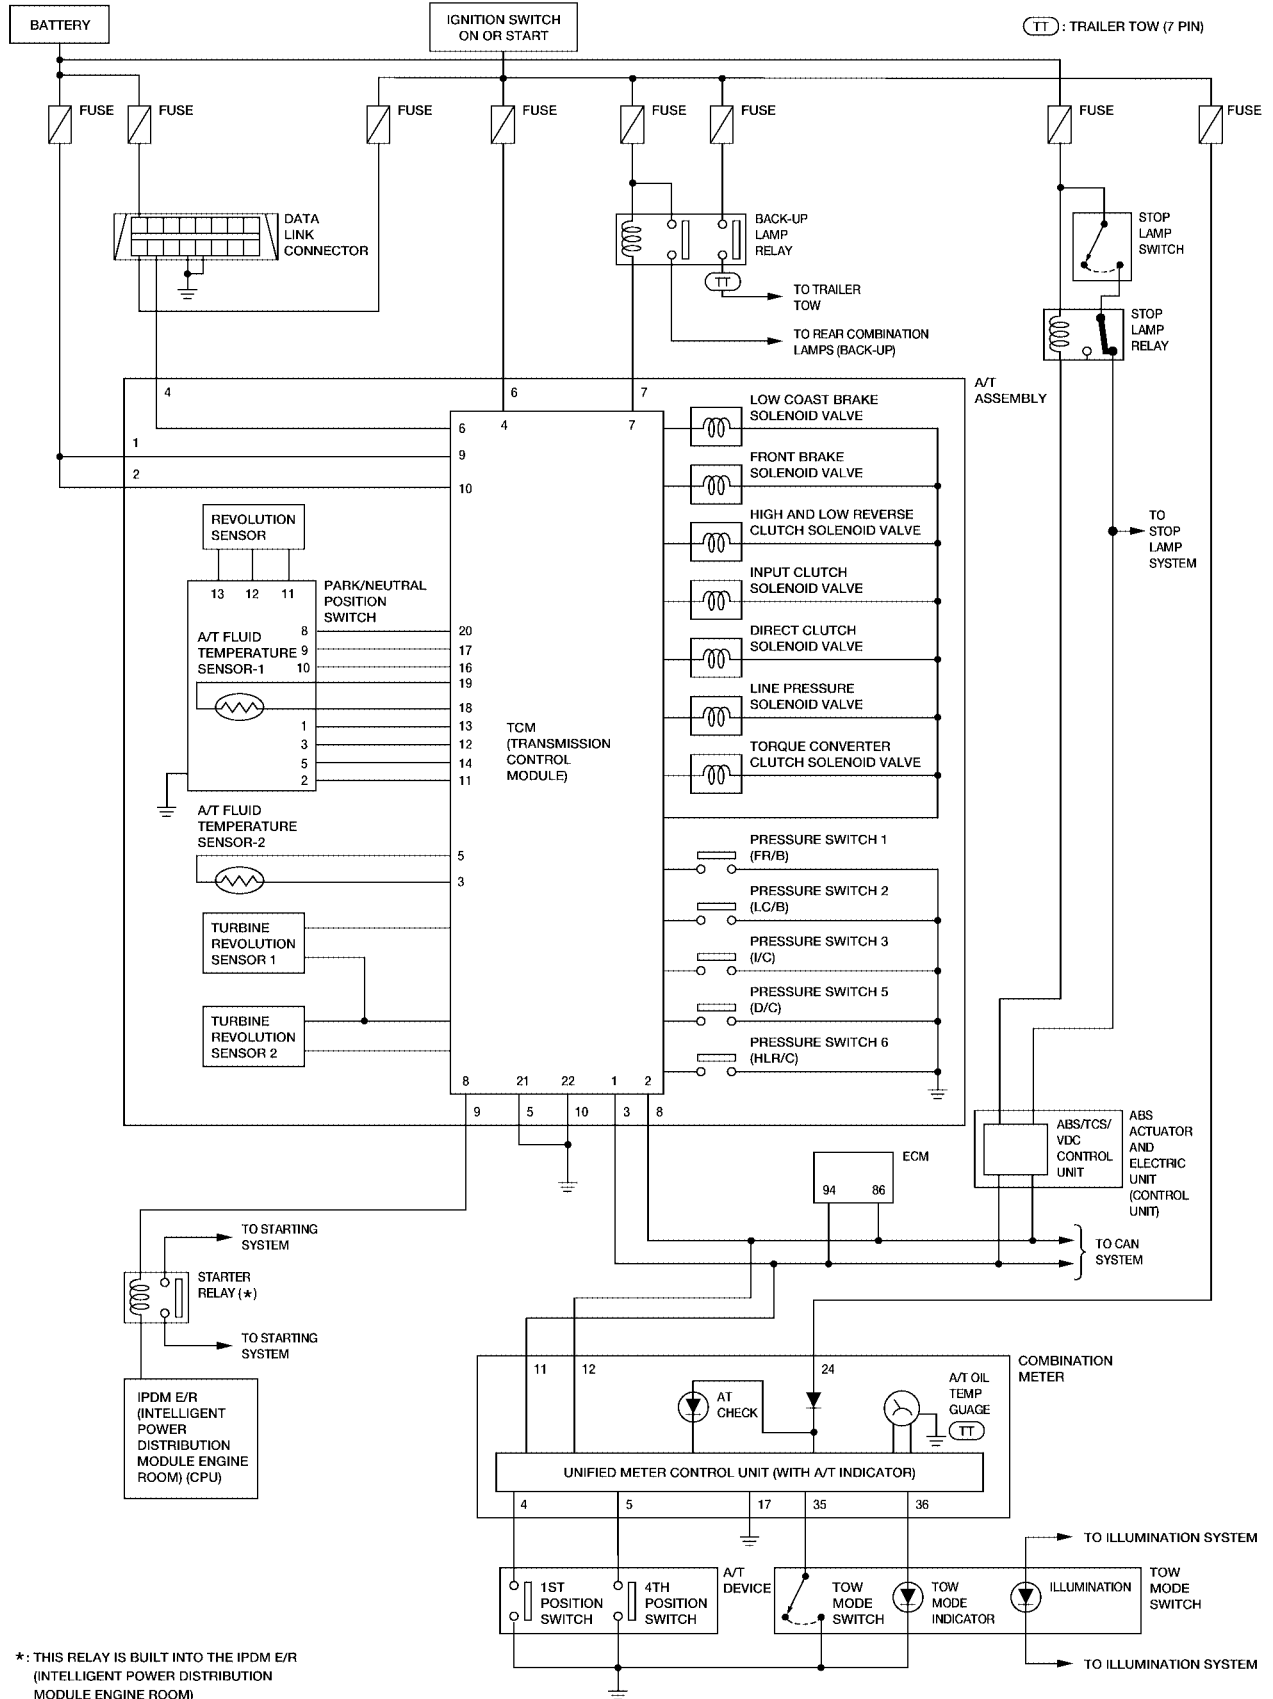 BATTERY
IGNITION SWITCH
ON OR START
TT : TRAILER TOW (7 PIN)
FUSE
FUSE
FUSE
FUSE
FUSE
FUSE
FUSE
FUSE
DATA
LINK
CONNECTOR
BACK-UP
LAMP
RELAY
TT
TO TRAILER
TOW
TO REAR COMBINATION
LAMPS (BACK-UP)
STOP
LAMP
SWITCH
STOP
LAMP
RELAY
A/T
ASSEMBLY
4
6
7
1
2
6
9
10
4
7
LOW COAST BRAKE
SOLENOID VALVE
FRONT BRAKE
SOLENOID VALVE
HIGH AND LOW REVERSE
CLUTCH SOLENOID VALVE
INPUT CLUTCH
SOLENOID VALVE
DIRECT CLUTCH
SOLENOID VALVE
LINE PRESSURE
SOLENOID VALVE
TORQUE CONVERTER
CLUTCH SOLENOID VALVE
TO
STOP
LAMP
SYSTEM
REVOLUTION
SENSOR
13 12 11
PARK/NEUTRAL
POSITION
SWITCH
A/T FLUID
TEMPERATURE
SENSOR-1
8
9
10
1
3
5
2
20
17
16
19
18
13
12
14
11
TCM
(TRANSMISSION
CONTROL
MODULE)
A/T FLUID
TEMPERATURE
SENSOR-2
5
3
TURBINE
REVOLUTION
SENSOR 1
TURBINE
REVOLUTION
SENSOR 2
PRESSURE SWITCH 1
(FR/B)
PRESSURE SWITCH 2
(LC/B)
PRESSURE SWITCH 3
(I/C)
PRESSURE SWITCH 5
(D/C)
PRESSURE SWITCH 6
(HLR/C)
8 21 22 1 2
9 5 10 3 8
ABS/TCS/
VDC
CONTROL
UNIT
ABS
ACTUATOR
AND
ELECTRIC
UNIT
(CONTROL
UNIT)
ECM
94 86
TO CAN
SYSTEM
TO STARTING
SYSTEM
STARTER
RELAY (*)
TO STARTING
SYSTEM
IPDM E/R
(INTELLIGENT
POWER
DISTRIBUTION
MODULE ENGINE
ROOM) (CPU)
11 12 24
COMBINATION
METER
AT
CHECK
A/T OIL
TEMP
GUAGE
TT
UNIFIED METER CONTROL UNIT (WITH A/T INDICATOR)
4 5 17 35 36
1ST
POSITION
SWITCH
4TH
POSITION
SWITCH
A/T
DEVICE
TOW
MODE
SWITCH
TOW
MODE
INDICATOR
ILLUMINATION
TO ILLUMINATION SYSTEM
TOW
MODE
SWITCH
TO ILLUMINATION SYSTEM
*: THIS RELAY IS BUILT INTO THE IPDM E/R
(INTELLIGENT POWER DISTRIBUTION
MODULE ENGINE ROOM)